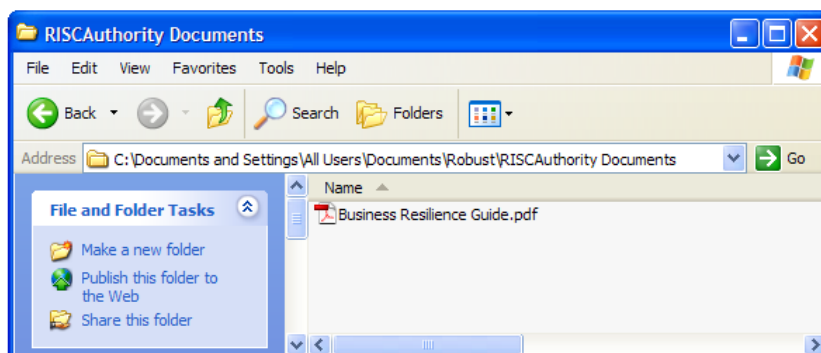 RISCAuthority Documents
File Edit View Favorites Tools Help
Back Search Folders
Address C:\Documents and Settings\All Users\Documents\Robust\RISCAuthority Documents Go
Name
File and Folder Tasks
Business Resilience Guide.pdf
Make a new folder
Publish this folder to
the Web
Share this folder